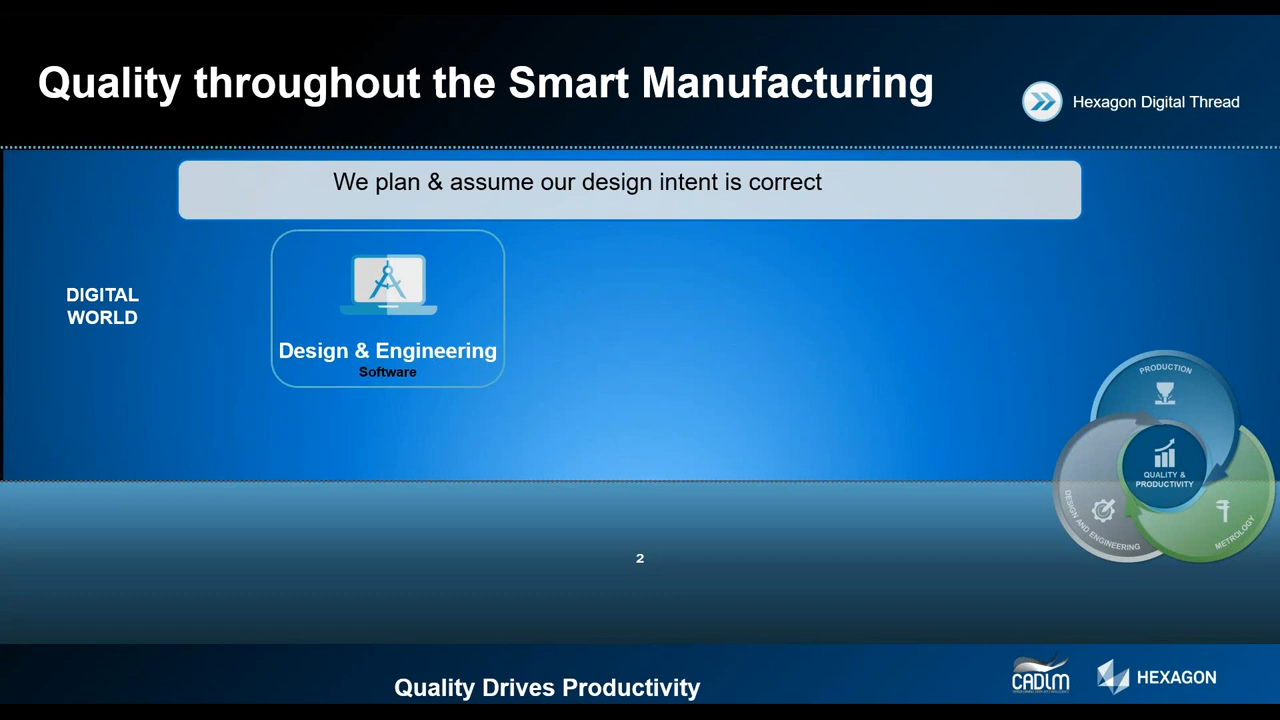 Quality throughout the Smart Manufacturing
Hexagon Digital Thread
We plan & assume our design intent is correct
DIGITAL
WORLD
Design & Engineering
Software
PRODUCTION
QUALITY &
PRODUCTIVITY
DESIGN AND ENGINEERING
METROLOGY
2
Quality Drives Productivity
CADLM
HEXAGON